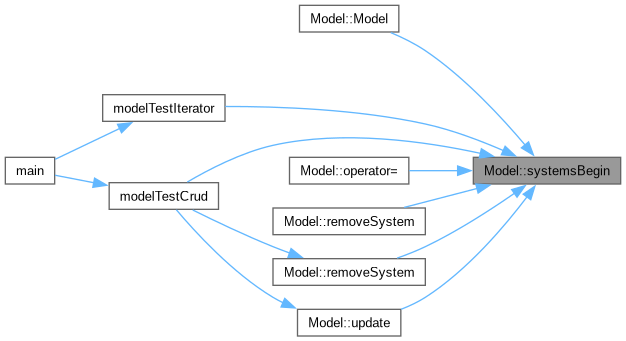 Model::Model
modelTestIterator
main
Model::operator=
Model::systemsBegin
modelTestCrud
Model::removeSystem
Model::removeSystem
Model::update